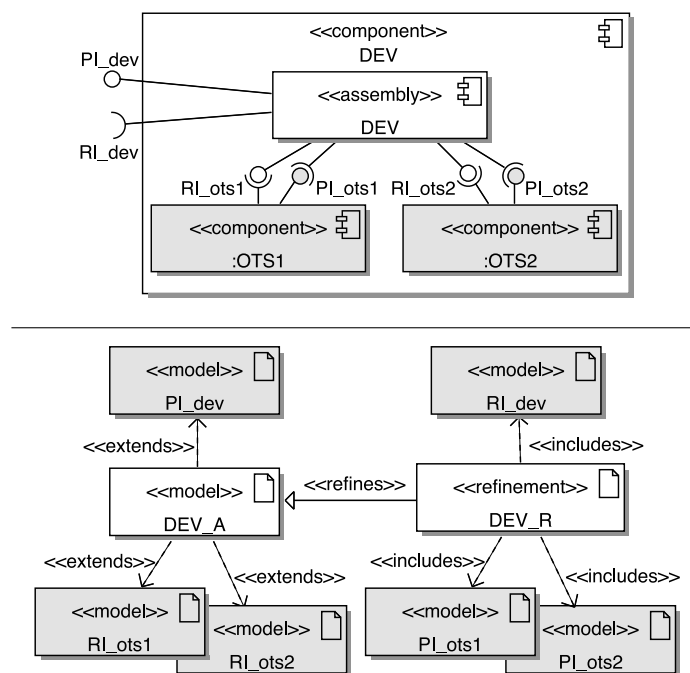 <<component>>
DEV
PI_dev
<<assembly>>
DEV
RI_dev
RI_ots1 PI_ots1 RI_ots2 PI_ots2
<<component>> <<component>>
:OTS1 :OTS2
<<model>> <<model>>
PI_dev RI_dev
<<extends>> <<includes>>
<<model>> <<refines>> <<refinement>>
DEV_A DEV_R
<<extends>> <<extends>> <<includes>> <<includes>>
<<model>> <<model>>
RI_ots1 PI_ots1
<<model>> <<model>>
RI_ots2 PI_ots2